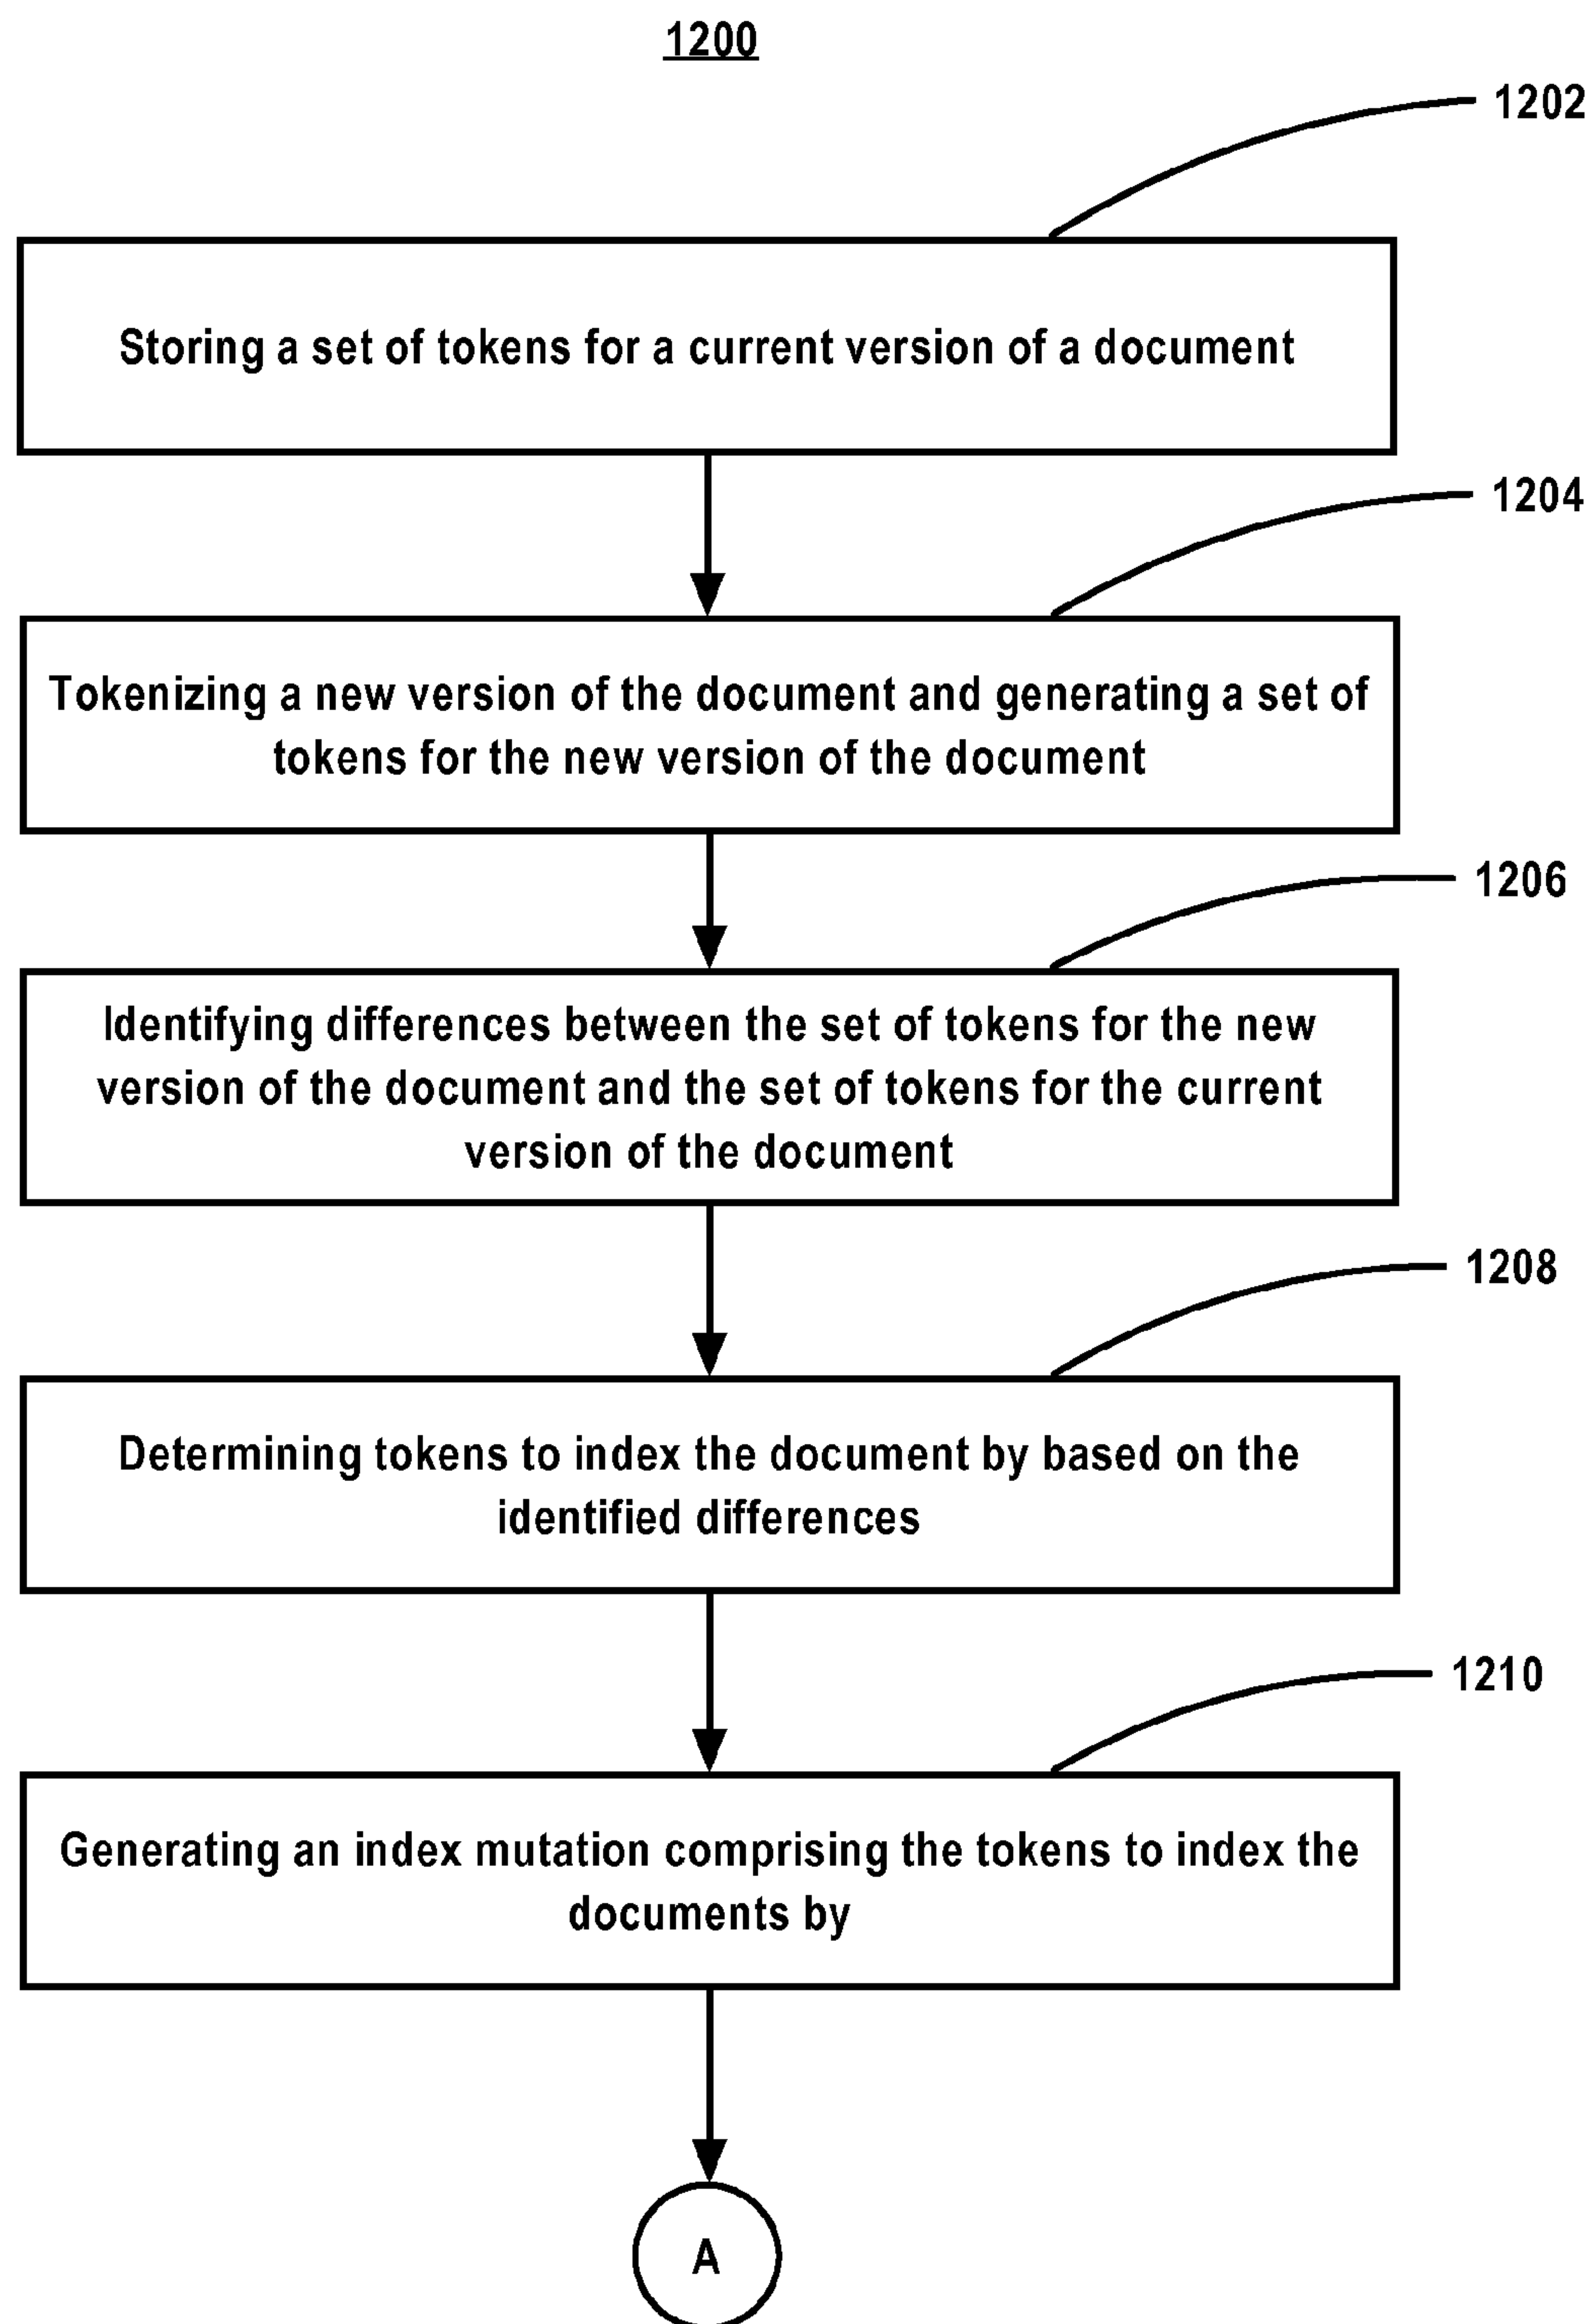 1200
1202
Storing a set of tokens for a current version of a document
1204
Tokenizing a new version of the document and generating a set of
tokens for the new version of the document
1206
Identifying differences between the set of tokens for the new
version of the document and the set of tokens for the current
version of the document
1208
Determining tokens to index the document by based on the
identified differences
1210
Generating an index mutation comprising the tokens to index the
documents by
A